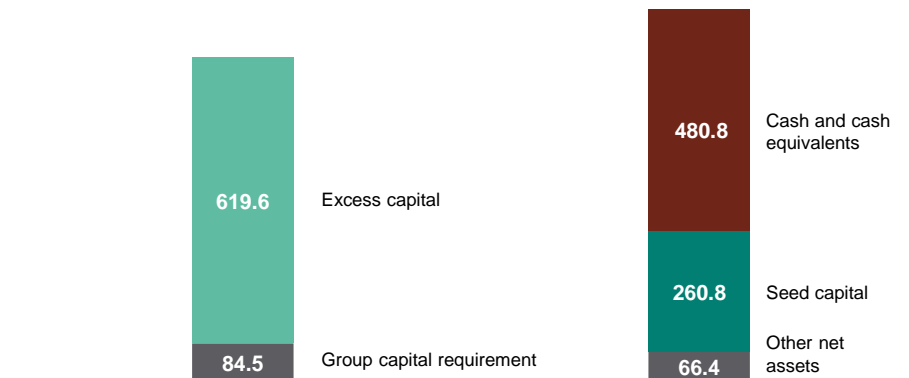 619.6
Excess capital
84.5
Group capital requirement
480.8
Cash and cash
equivalents
260.8
Seed capital
66.4
Other net
assets